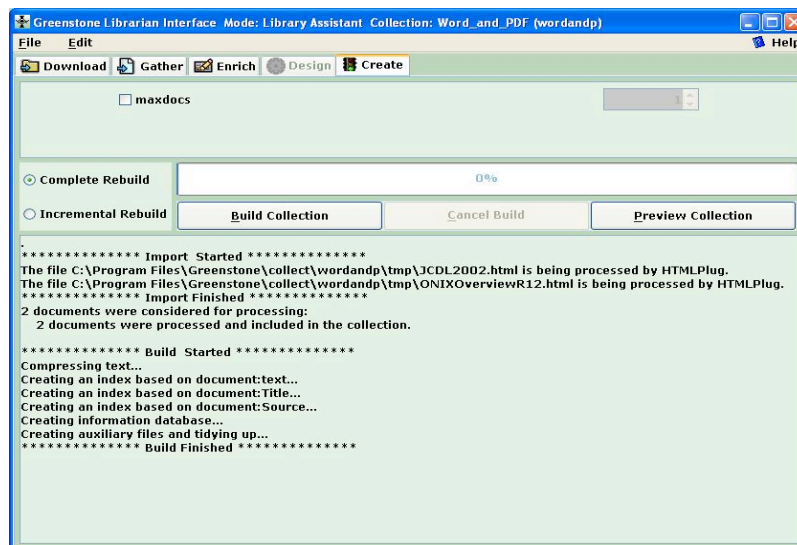 Greenstone Librarian Interface Mode: Library Assistant Collection: Word_and_PDF (wordandp)
File Edit Help
Download Gather Enrich Design Create
maxdocs 1
Complete Rebuild 0%
Incremental Rebuild Build Collection Cancel Build Preview Collection
.
************** Import Started **************
The file C:\Program Files\Greenstone\collect\wordandp\tmp\JCDL2002.html is being processed by HTMLPlug.
The file C:\Program Files\Greenstone\collect\wordandp\tmp\ONIXOverviewR12.html is being processed by HTMLPlug.
************** Import Finished **************
2 documents were considered for processing:
2 documents were processed and included in the collection.
************** Build Started **************
Compressing text...
Creating an index based on document:text...
Creating an index based on document:Title...
Creating an index based on document:Source...
Creating information database...
Creating auxiliary files and tidying up...
************** Build Finished **************